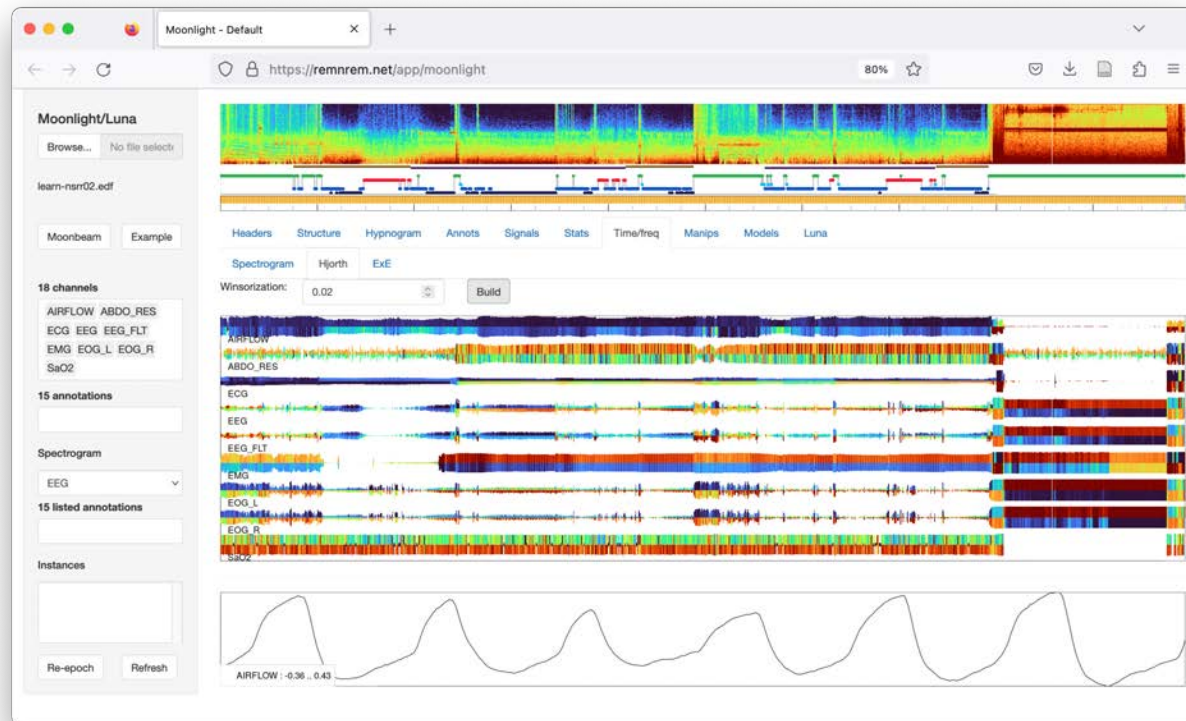 Moonlight - Default
https://remnrem.net/app/moonlight
80%
Moonlight/Luna
Browse... No file selecte
learn-nsrr02.edf
Moonbeam Example
18 channels
AIRFLOW ABDO_RES
ECG EEG EEG_FLT
EMG EOG_L EOG_R
SaO2
15 annotations
Spectrogram
EEG
15 listed annotations
Instances
Re-epoch Refresh
Headers Structure Hypnogram Annots Signals Stats Time/freq Manips Models Luna
Spectrogram Hjorth ExE
Winsorization: 0.02 Build
AIRFLOW
ABDO_RES
ECG
EEG
EEG_FLT
EMG
EOG_L
EOG_R
SaO2
AIRFLOW : -0.36 .. 0.43